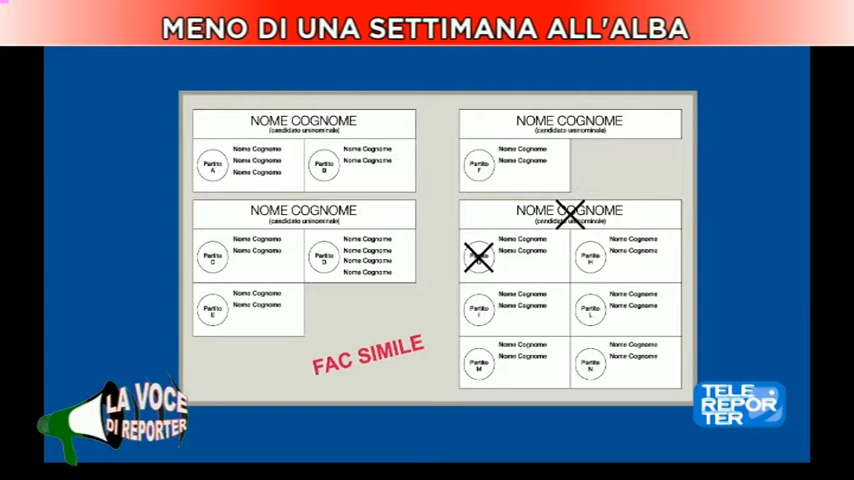 MENO DI UNA SETTIMANA ALL'ALBA
NOME COGNOME
(candidato uninominale)
Partito
A
Nome Cognome
Nome Cognome
Nome Cognome
Partito
B
Nome Cognome
Nome Cognome
NOME COGNOME
(candidato uninominale)
Partito
C
Nome Cognome
Nome Cognome
Partito
D
Nome Cognome
Nome Cognome
Nome Cognome
Nome Cognome
Partito
E
Nome Cognome
Nome Cognome
NOME COGNOME
(candidato uninominale)
Partito
F
Nome Cognome
Nome Cognome
NOME COGNOME
(candidato uninominale)
Partito
Nome Cognome
Nome Cognome
Partito
H
Nome Cognome
Nome Cognome
Partito
I
Nome Cognome
Nome Cognome
Partito
L
Nome Cognome
Nome Cognome
Partito
M
Nome Cognome
Nome Cognome
Partito
N
Nome Cognome
Nome Cognome
FAC SIMILE
LA VOCE
DI REPORTER
TELE
REPOR
TER